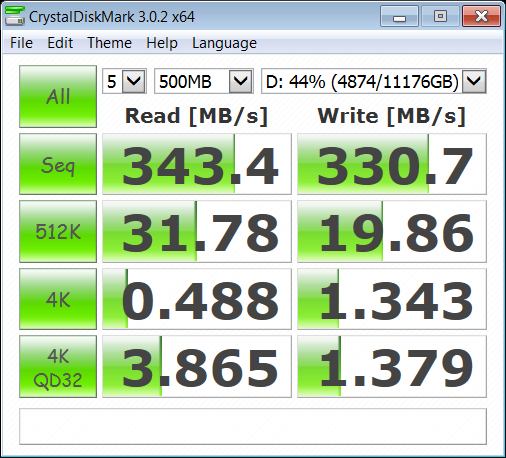 CrystalDiskMark 3.0.2 x64
File Edit Theme Help Language
All 5 500MB D: 44% (4874/11176GB)
Read [MB/s] Write [MB/s]
Seq 343.4 330.7
512K 31.78 19.86
4K 0.488 1.343
4K QD32 3.865 1.379